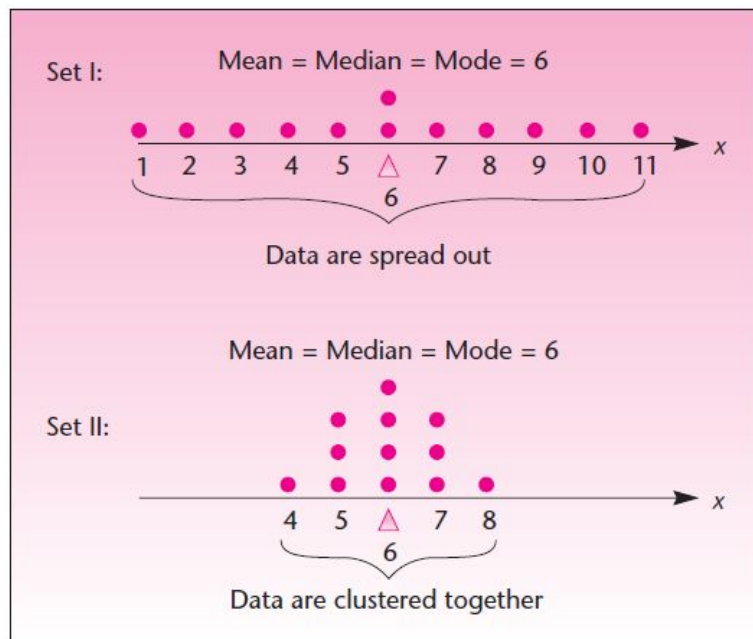 Set I:
Mean = Median = Mode = 6
x
1 2 3 4 5 7 8 9 10 11
6
Data are spread out
Mean = Median = Mode = 6
Set II:
x
4 5 7 8
6
Data are clustered together